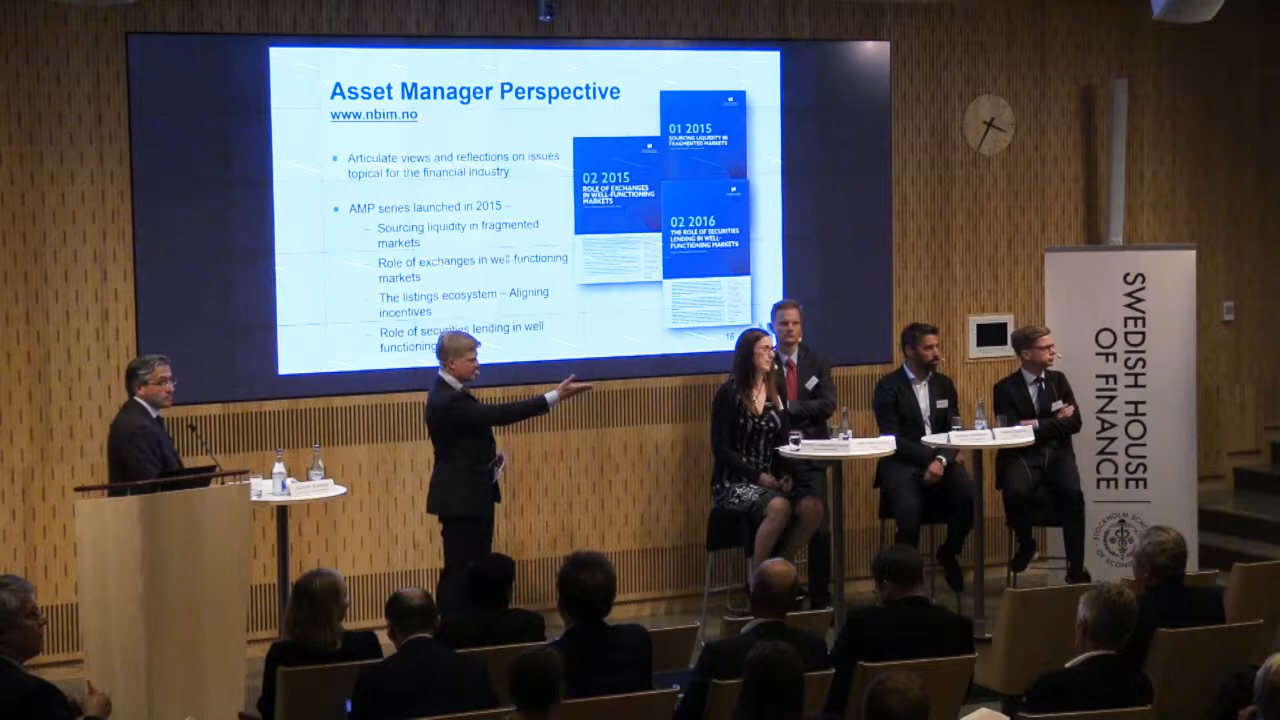 Asset Manager Perspective
www.nbim.no
Articulate views and reflections on issues
topical for the financial industry
AMP series launched in 2015 –
– Sourcing liquidity in fragmented
markets
– Role of exchanges in well-functioning
markets
– The listings ecosystem – Aligning
incentives
– Role of securities lending in well
functioning
01 2015
SOURCING LIQUIDITY IN
FRAGMENTED MARKETS
02 2015
ROLE OF EXCHANGES
IN WELL-FUNCTIONING
MARKETS
02 2016
THE ROLE OF SECURITIES
LENDING IN WELL-
FUNCTIONING MARKETS
16
SWEDISH HOUSE
OF FINANCE